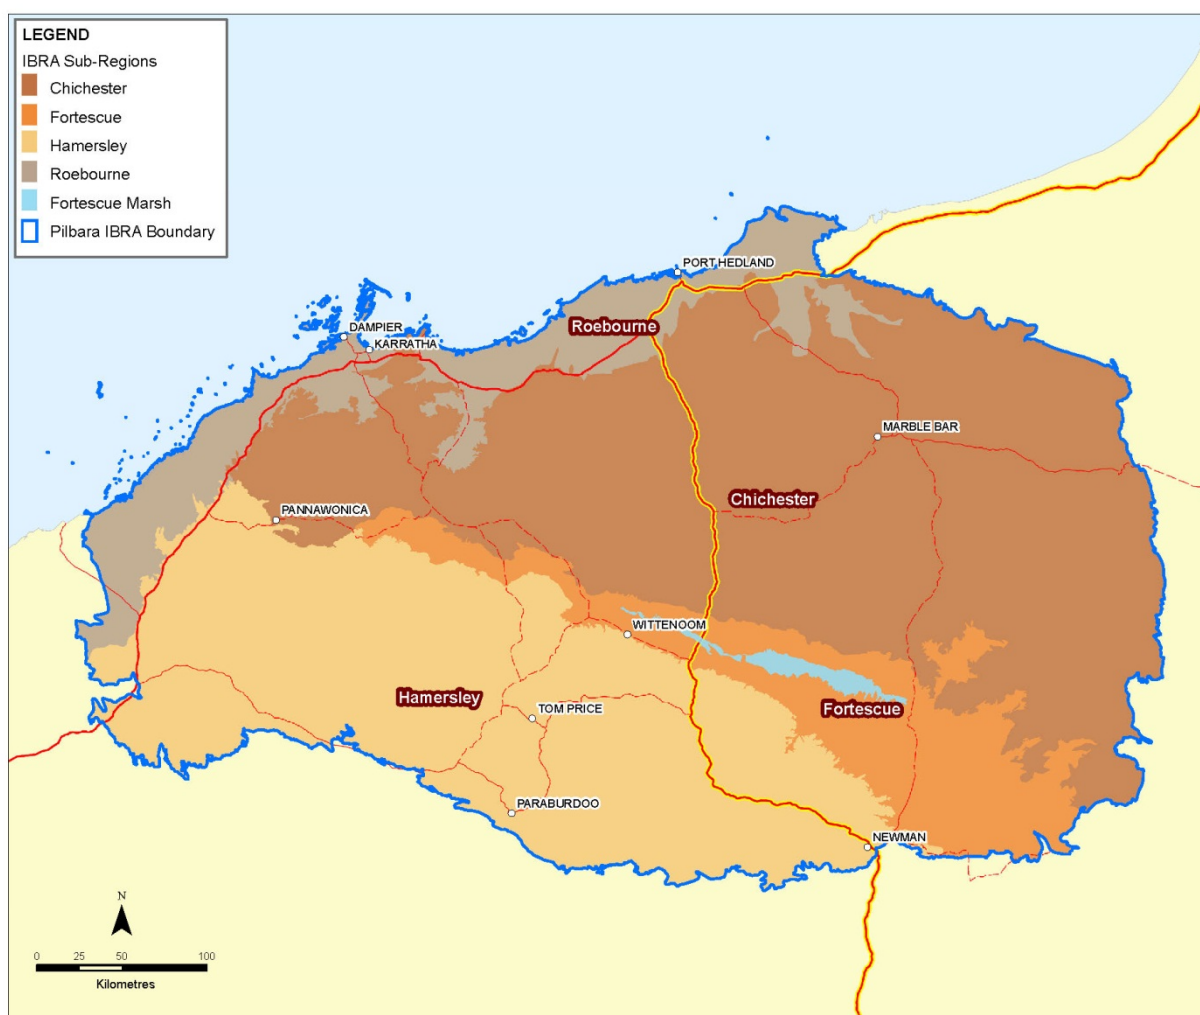 LEGEND
IBRA Sub-Regions
Chichester
Fortescue
Hamersley
Roebourne
Fortescue Marsh
Pilbara IBRA Boundary
PORT HEDLAND
Roebourne
DAMPIER
KARRATHA
MARBLE BAR
Chichester
PANNAWONICA
WITTENOOM
Hamersley
Fortescue
TOM PRICE
PARABURDOO
NEWMAN
N
0 25 50 100
Kilometres